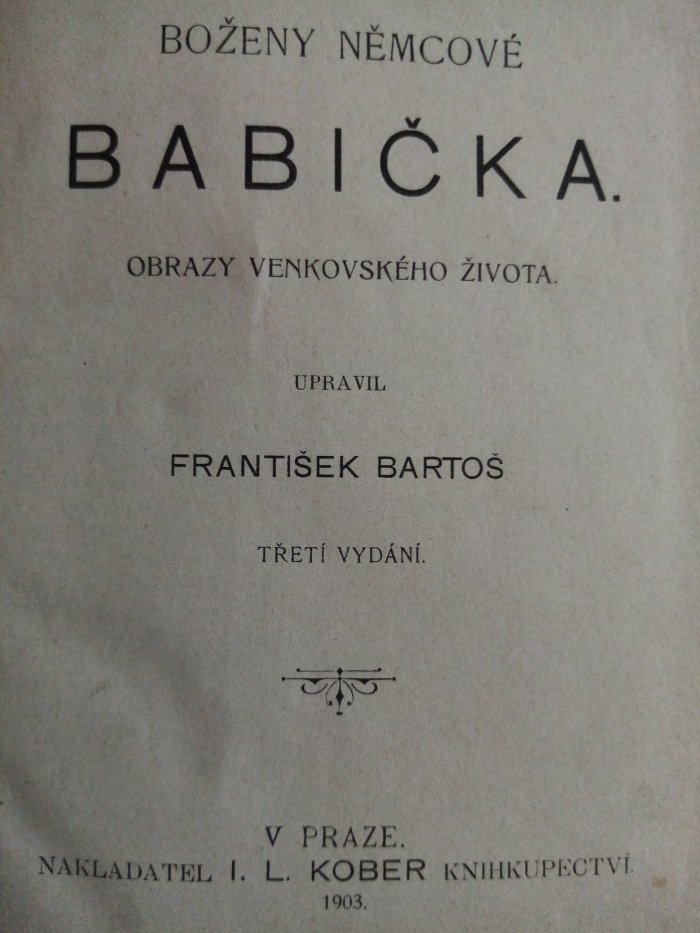 BOŽENY NĚMCOVÉ
BABIČKA.
OBRAZY VENKOVSKÉHO ŽIVOTA.
UPRAVIL
FRANTIŠEK BARTOŠ
TŘETÍ VYDÁNÍ.
V PRAZE.
NAKLADATEL I. L. KOBER KNIHKUPECTVÍ
1903.